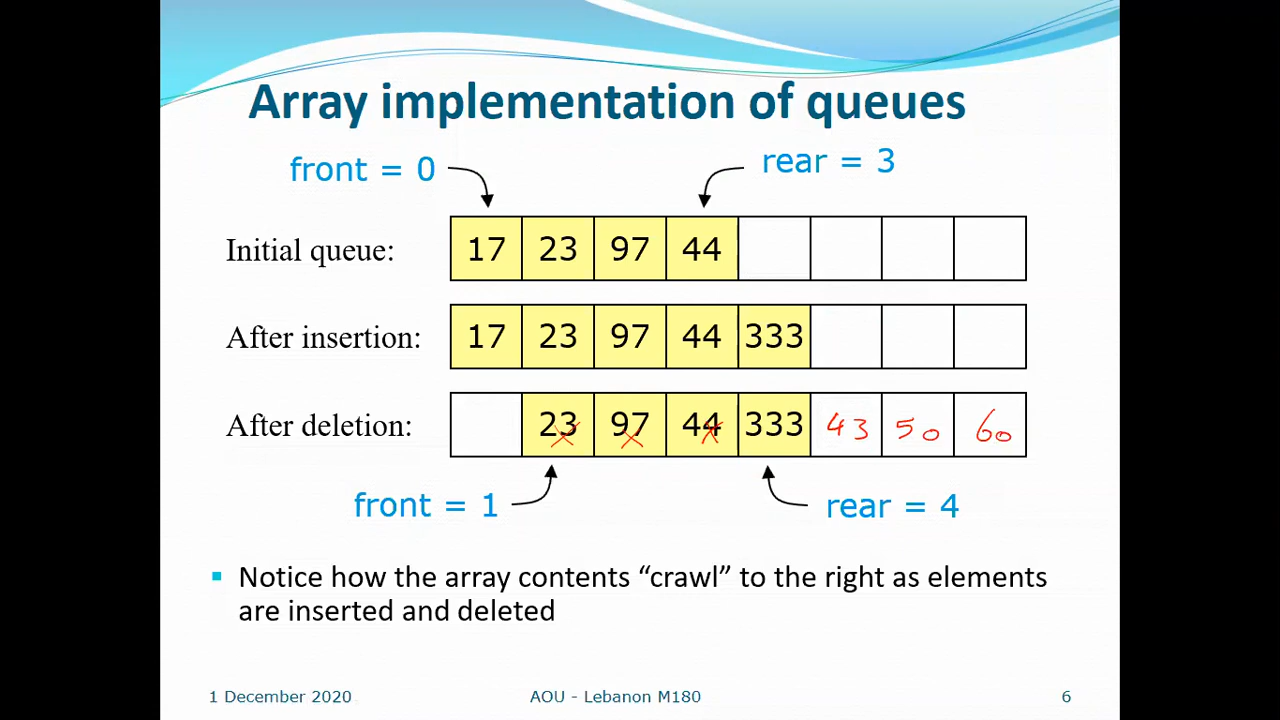 Array implementation of queues
front = 0
rear = 3
Initial queue: 17 23 97 44
After insertion: 17 23 97 44 333
After deletion: 23 97 44 333 43 50 60
front = 1
rear = 4
Notice how the array contents “crawl” to the right as elements
are inserted and deleted
1 December 2020 AOU - Lebanon M180 6